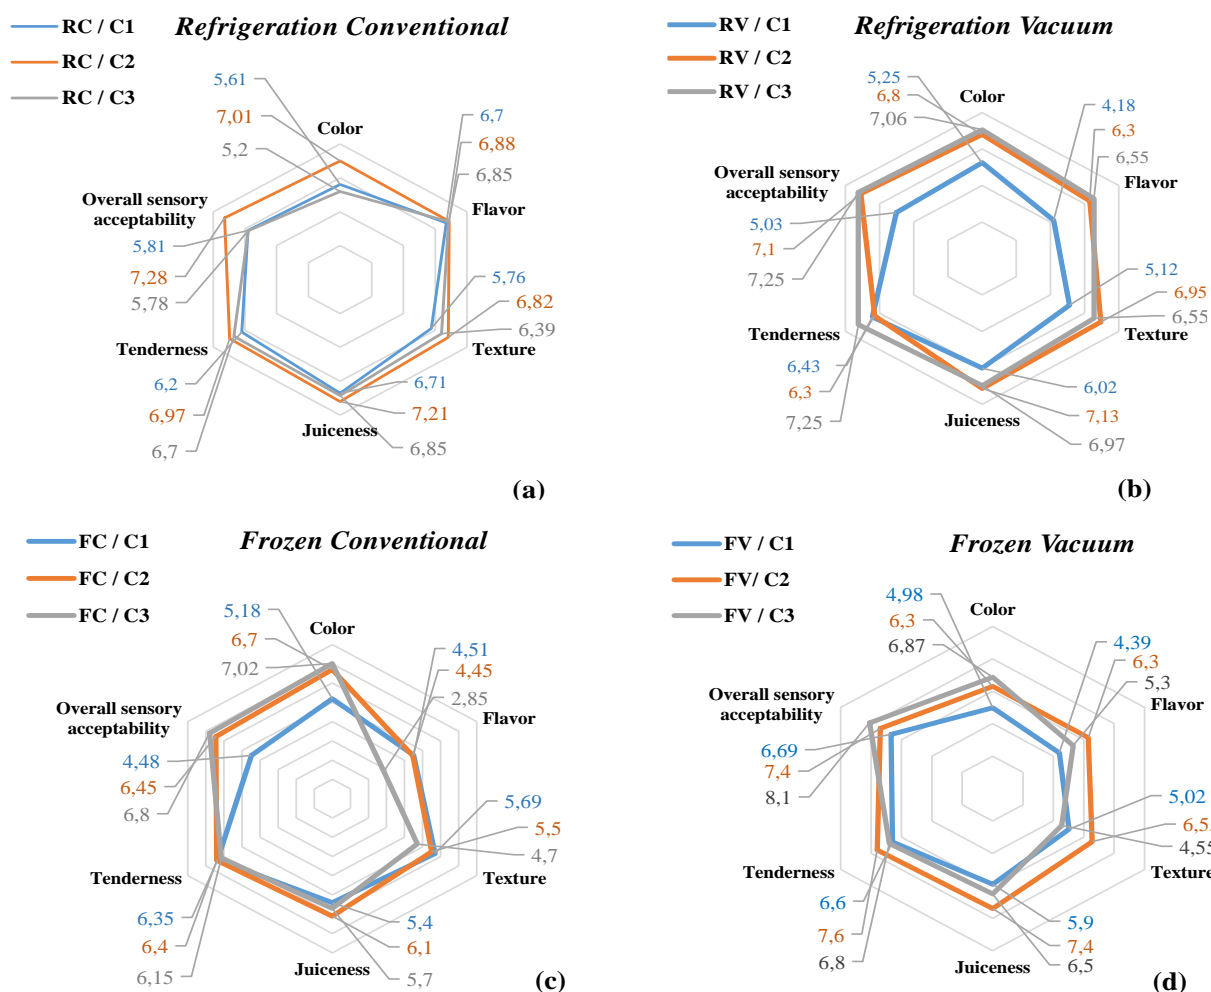 Refrigeration Conventional
RC / C1
RC / C2
RC / C3
5,61
7,01
5,2
Color
6,7
6,88
6,85
Flavor
Overall sensory
acceptability
5,81
7,28
5,78
5,76
6,82
6,39
Texture
Tenderness
6,2
6,97
6,7
6,71
7,21
6,85
Juiceness
(a)
Refrigeration Vacuum
RV / C1
RV / C2
RV / C3
5,25
6,8
7,06
Color
4,18
6,3
6,55
Flavor
Overall sensory
acceptability
5,03
7,1
7,25
5,12
6,95
6,55
Texture
Tenderness
6,43
6,3
7,25
6,02
7,13
6,97
Juiceness
(b)
Frozen Conventional
FC / C1
FC / C2
FC / C3
5,18
6,7
7,02
Color
4,51
4,45
2,85
Flavor
Overall sensory
acceptability
4,48
6,45
6,8
5,69
5,5
4,7
Texture
Tenderness
6,35
6,4
6,15
5,4
6,1
5,7
Juiceness
(c)
Frozen Vacuum
FV / C1
FV/ C2
FV / C3
4,98
6,3
6,87
Color
4,39
6,3
5,3
Flavor
Overall sensory
acceptability
6,69
7,4
8,1
5,02
6,5
4,55
Texture
Tenderness
6,6
7,6
6,8
5,9
7,4
6,5
Juiceness
(d)